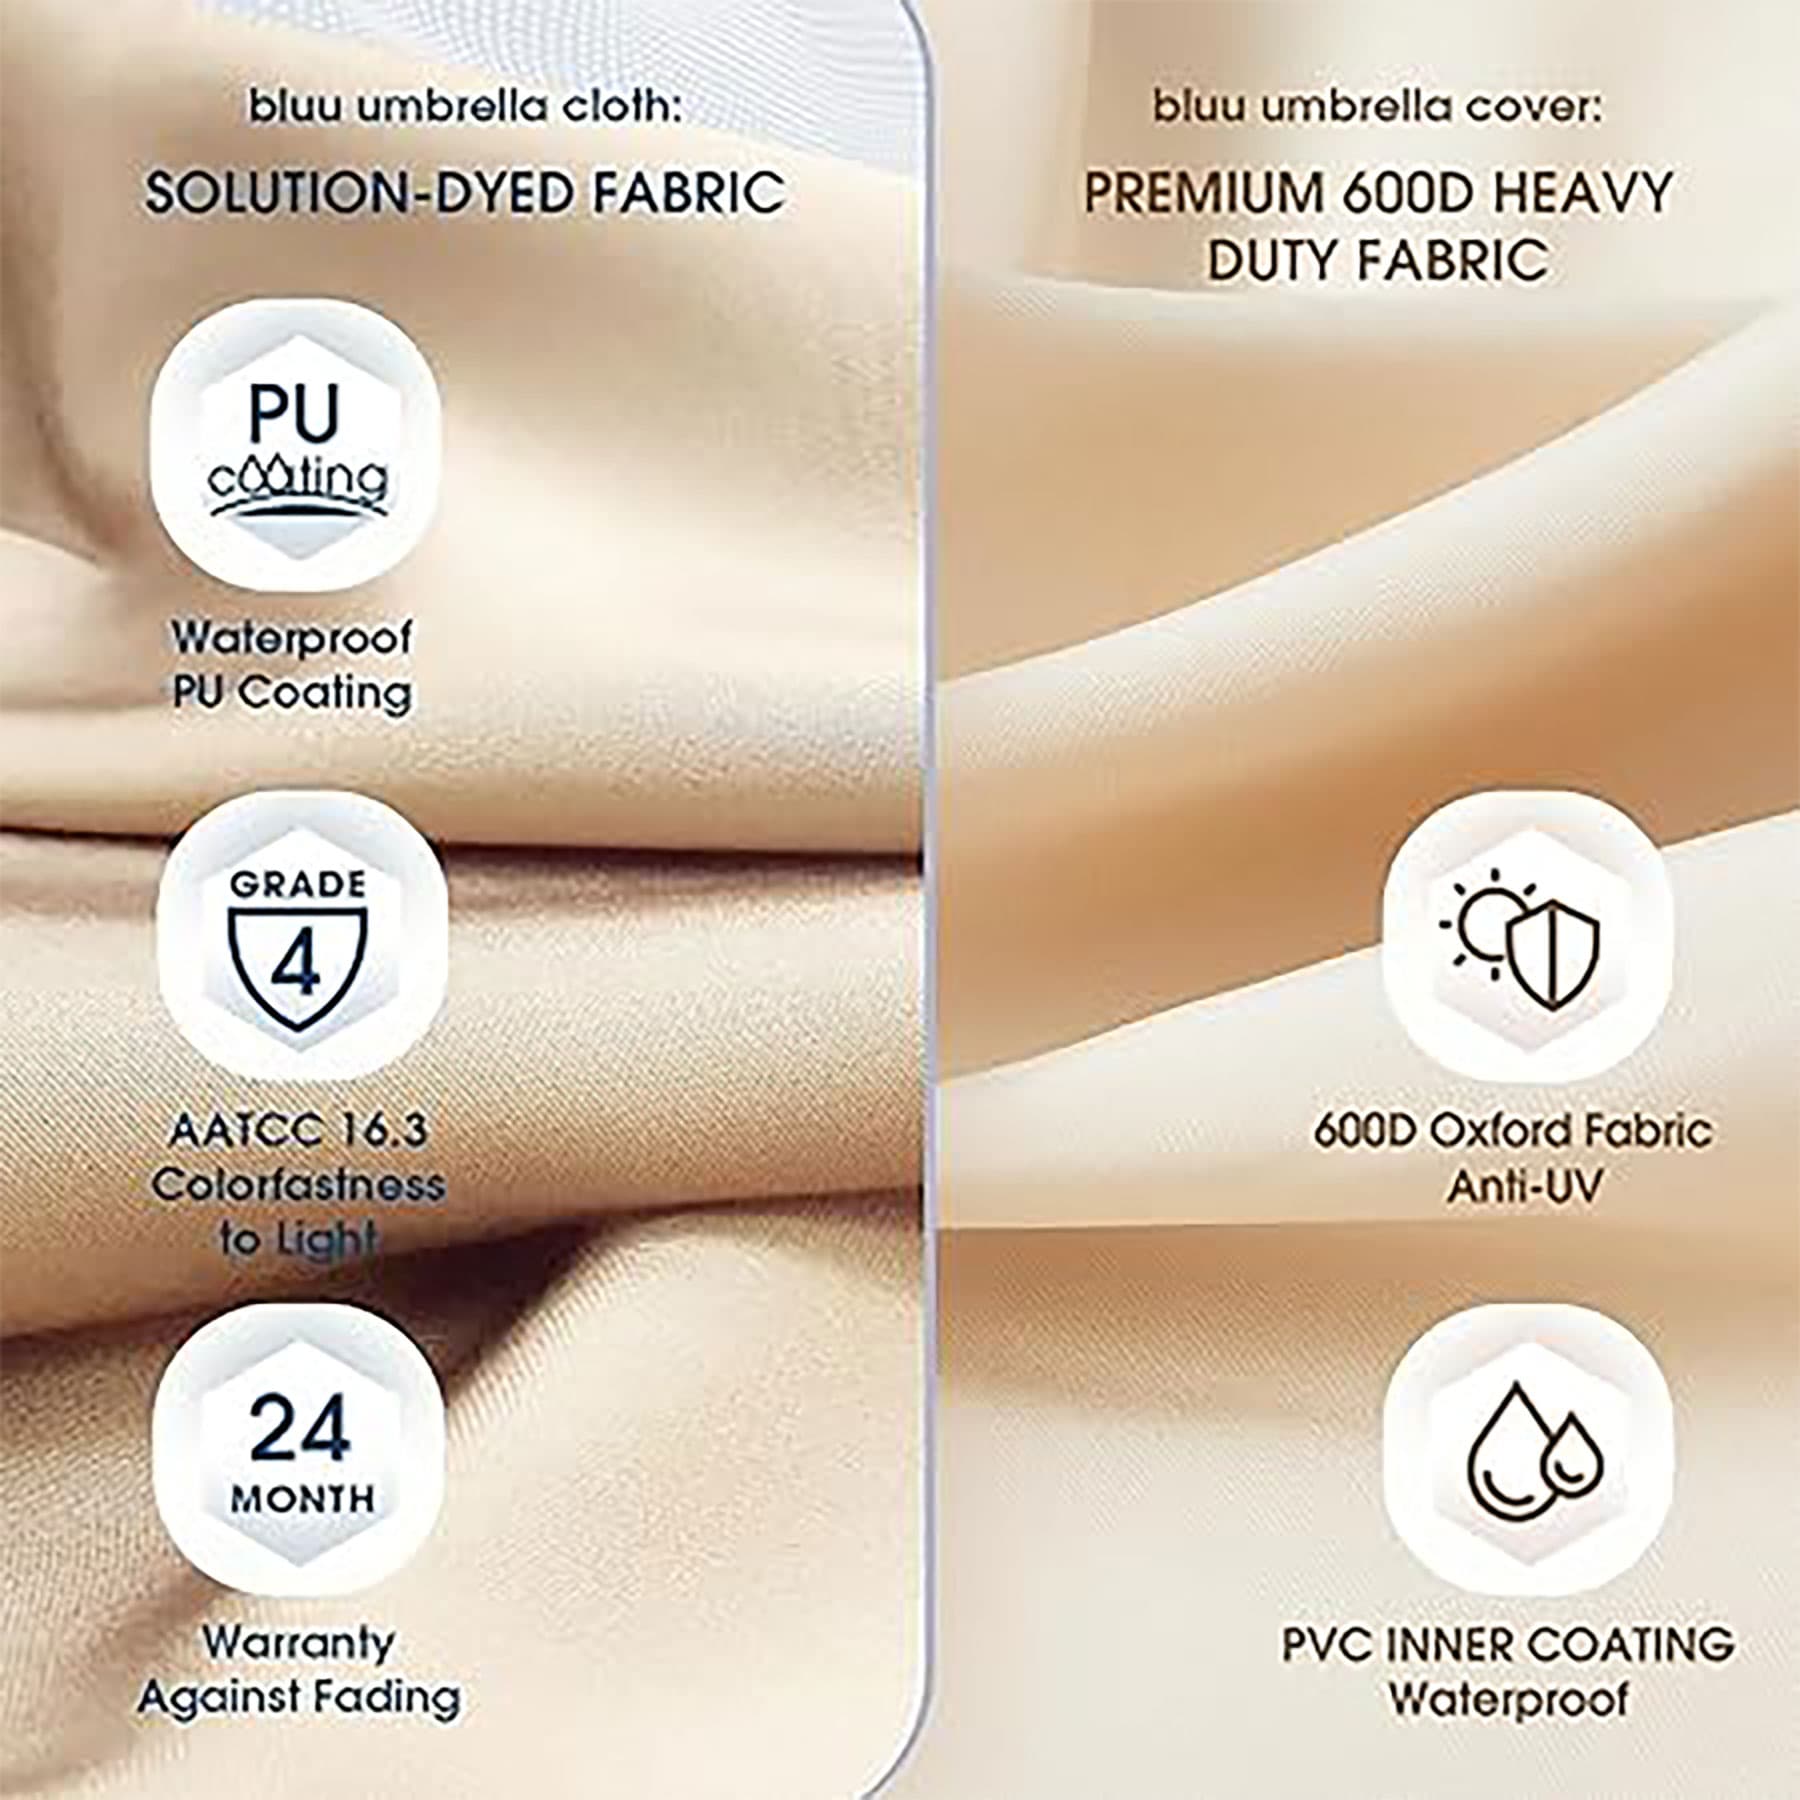 bluu umbrella cloth:
SOLUTION-DYED FABRIC
PU
coating
Waterproof
PU Coating
GRADE
4
AATCC 16.3
Colorfastness
to Light
24
MONTH
Warranty
Against Fading
bluu umbrella cover:
PREMIUM 600D HEAVY
DUTY FABRIC
600D Oxford Fabric
Anti-UV
PVC INNER COATING
Waterproof